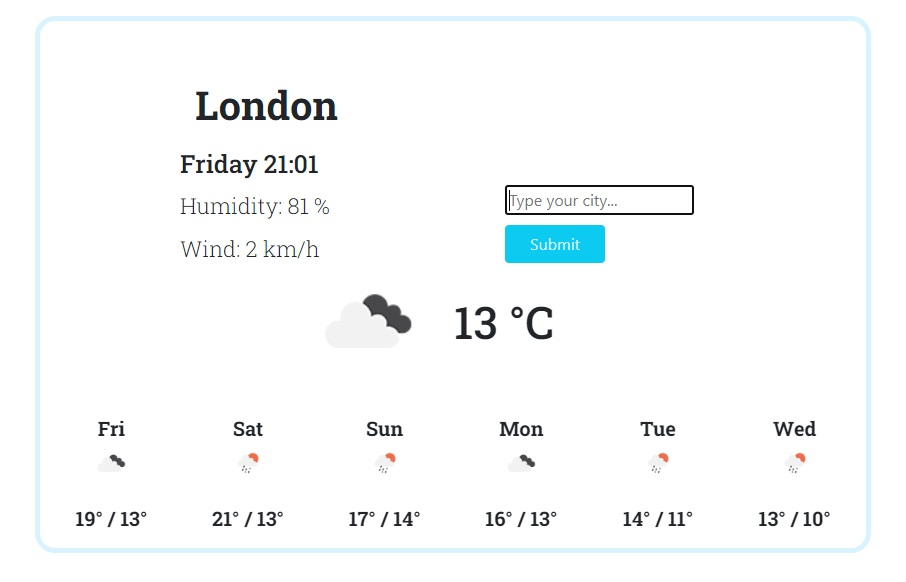 London
Friday 21:01
Humidity: 81 %
Wind: 2 km/h
Type your city...
Submit
13 °C
Fri Sat Sun Mon Tue Wed
19° / 13° 21° / 13° 17° / 14° 16° / 13° 14° / 11° 13° / 10°